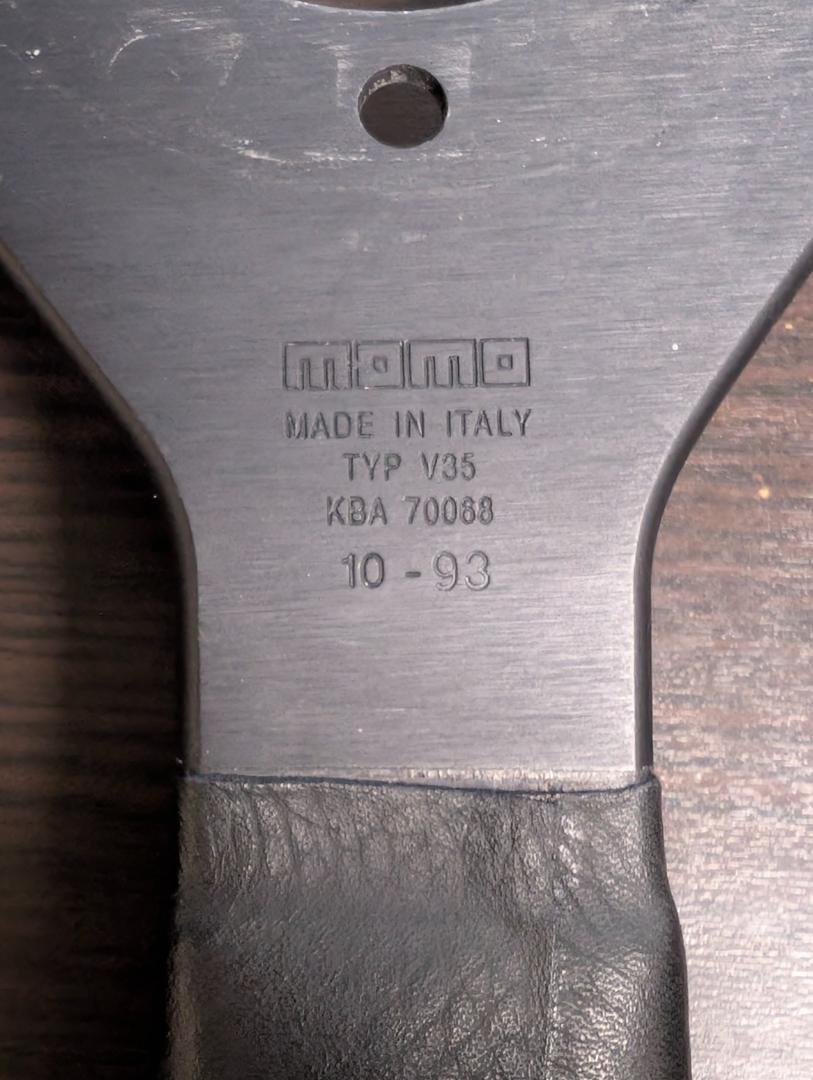 momo
MADE IN ITALY
TYP V35
KBA 70068
10 -93